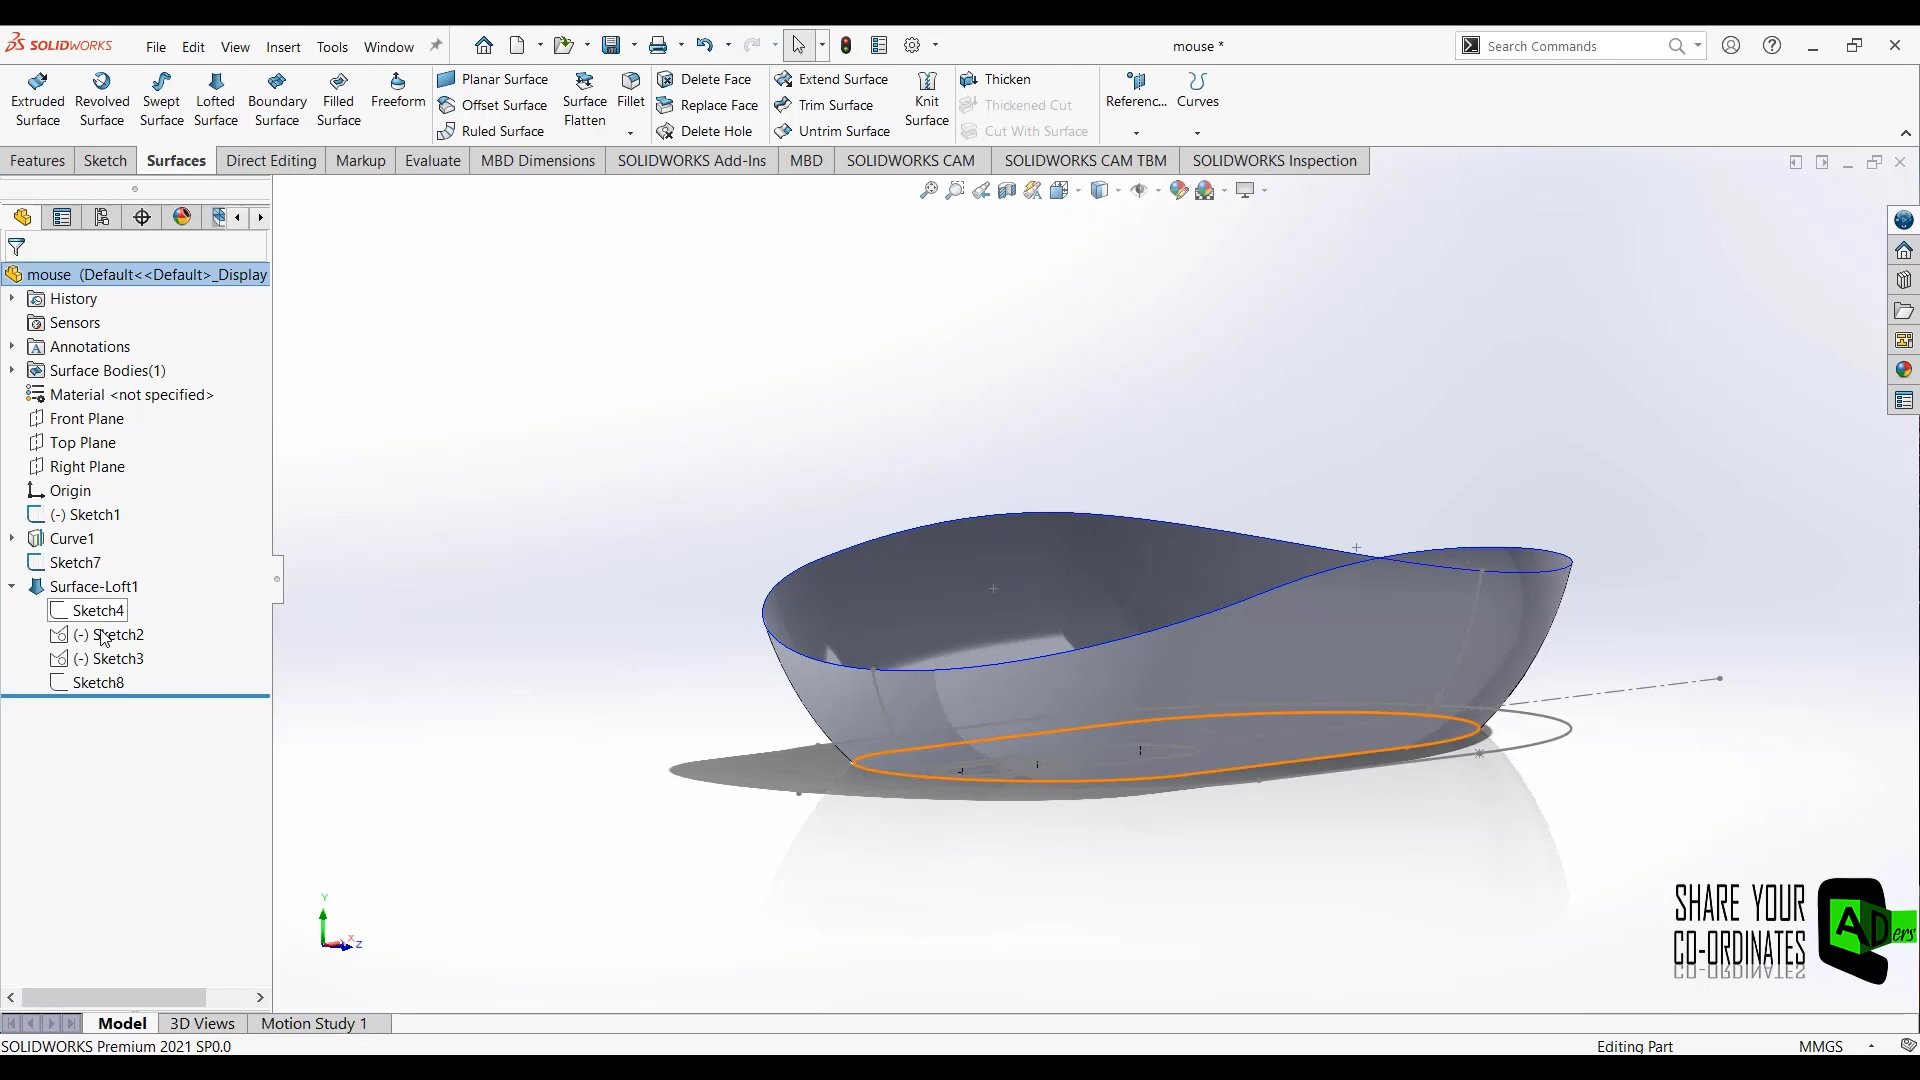 SOLIDWORKS File Edit View Insert Tools Window mouse * Search Commands
Extruded Surface Revolved Surface Swept Surface Lofted Surface Boundary Surface Filled Surface Freeform Planar Surface Offset Surface Ruled Surface Surface Flatten Fillet Delete Face Replace Face Delete Hole Extend Surface Trim Surface Untrim Surface Knit Surface Thicken Thickened Cut Cut With Surface Referenc... Curves
Features Sketch Surfaces Direct Editing Markup Evaluate MBD Dimensions SOLIDWORKS Add-Ins MBD SOLIDWORKS CAM SOLIDWORKS CAM TBM SOLIDWORKS Inspection
mouse (Default<<Default>_Display
History
Sensors
Annotations
Surface Bodies(1)
Material <not specified>
Front Plane
Top Plane
Right Plane
Origin
(-) Sketch1
Curve1
Sketch7
Surface-Loft1
Sketch4
(-) Sketch2
(-) Sketch3
Sketch8
Y
X
Z
SHARE YOUR
CO-ORDINATES
ADers
Model 3D Views Motion Study 1
SOLIDWORKS Premium 2021 SP0.0 Editing Part MMGS